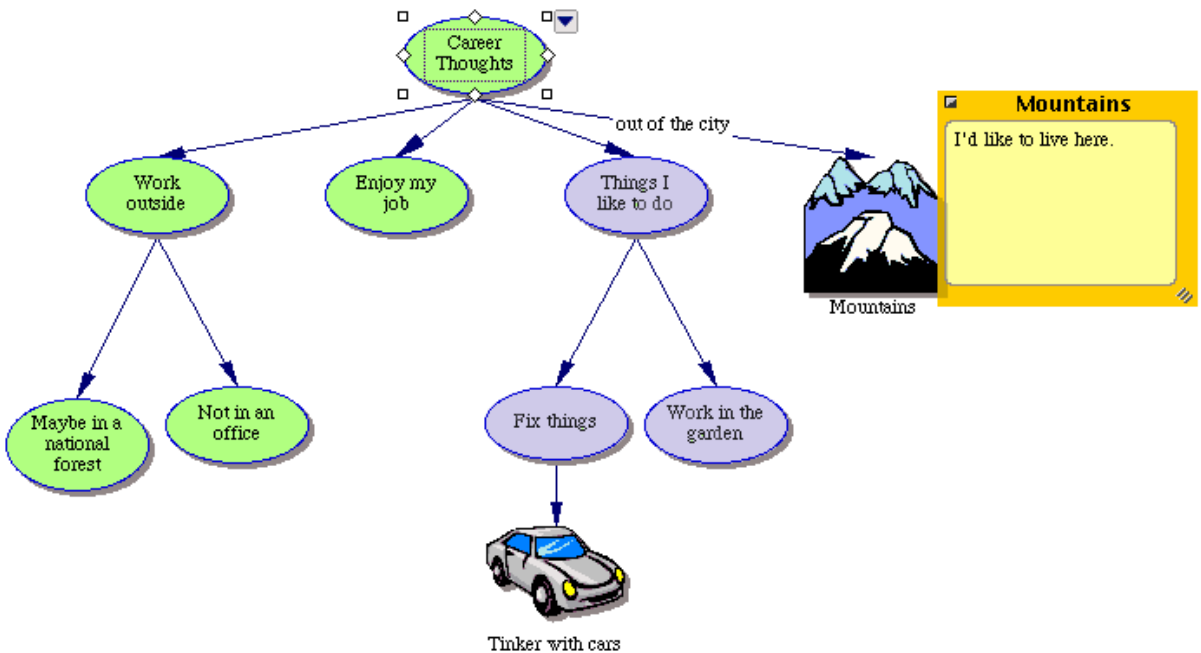 Career
Thoughts
out of the city
Mountains
I'd like to live here.
Work
outside
Enjoy my
job
Things I
like to do
Mountains
Maybe in a
national
forest
Not in an
office
Fix things
Work in the
garden
Tinker with cars